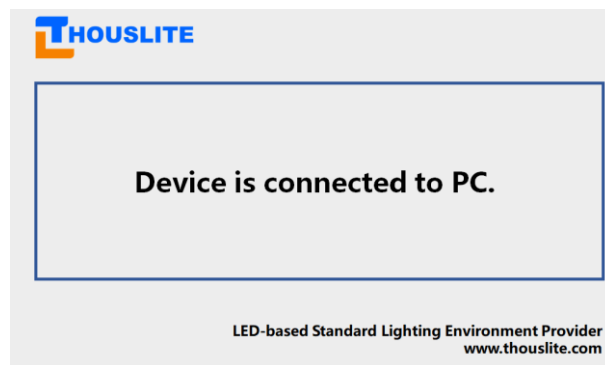 THOUSLITE
Device is connected to PC.
LED-based Standard Lighting Environment Provider
www.thouslite.com